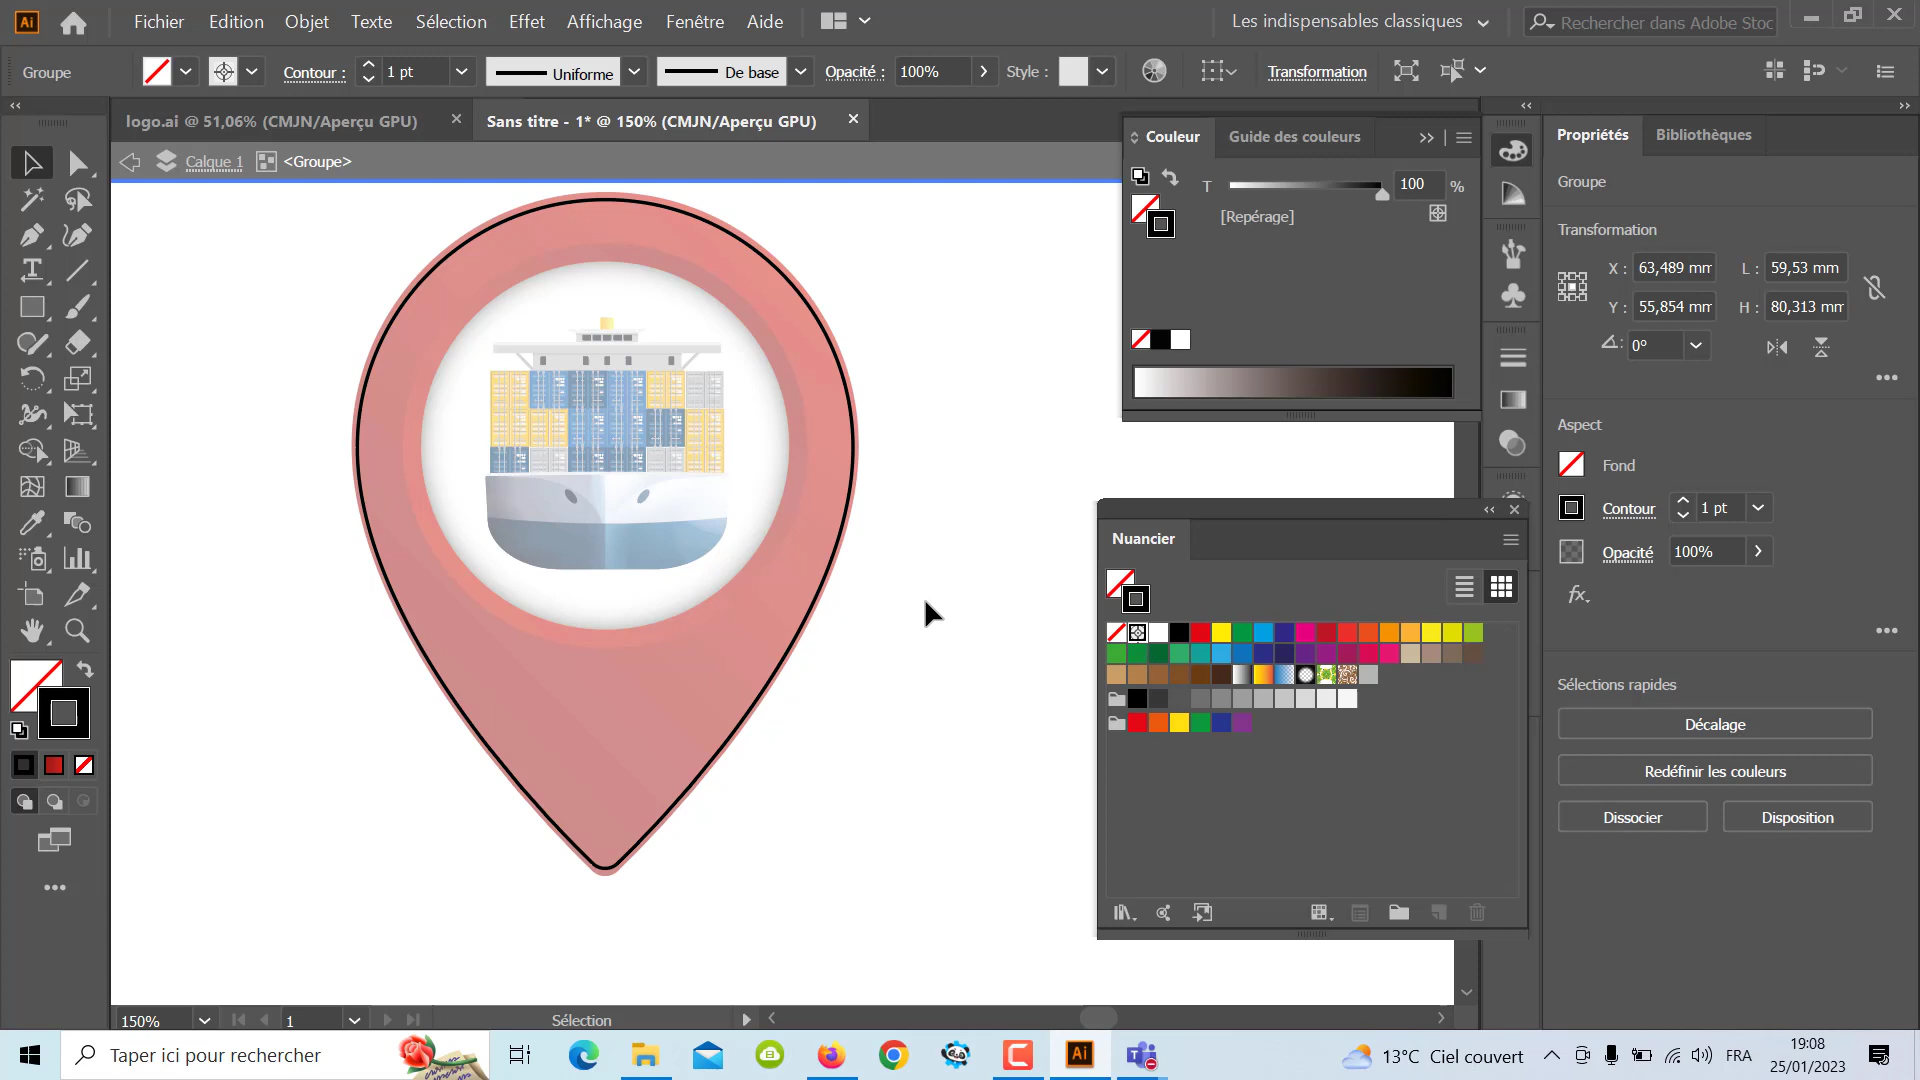 Ai
Fichier
Edition
Objet
Texte
Sélection
Effet
Affichage
Fenêtre
Aide
Les indispensables classiques
Rechercher dans Adobe Stoc
Groupe
Contour :
1 pt
Uniforme
De base
Opacité :
100%
Style :
Transformation
logo.ai @ 51,06% (CMJN/Aperçu GPU)
Sans titre - 1* @ 150% (CMJN/Aperçu GPU)
Calque 1
<Groupe>
Couleur
Guide des couleurs
T
100
%
[Repérage]
Nuancier
Propriétés
Bibliothèques
Groupe
Transformation
X :
63,489 mm
L :
59,53 mm
Y :
55,854 mm
H :
80,313 mm
0°
Aspect
Fond
Contour
1 pt
Opacité
100%
fx.
Sélections rapides
Décalage
Redéfinir les couleurs
Dissocier
Disposition
150%
1
Sélection
Taper ici pour rechercher
Ai
13°C
Ciel couvert
FRA
19:08
25/01/2023